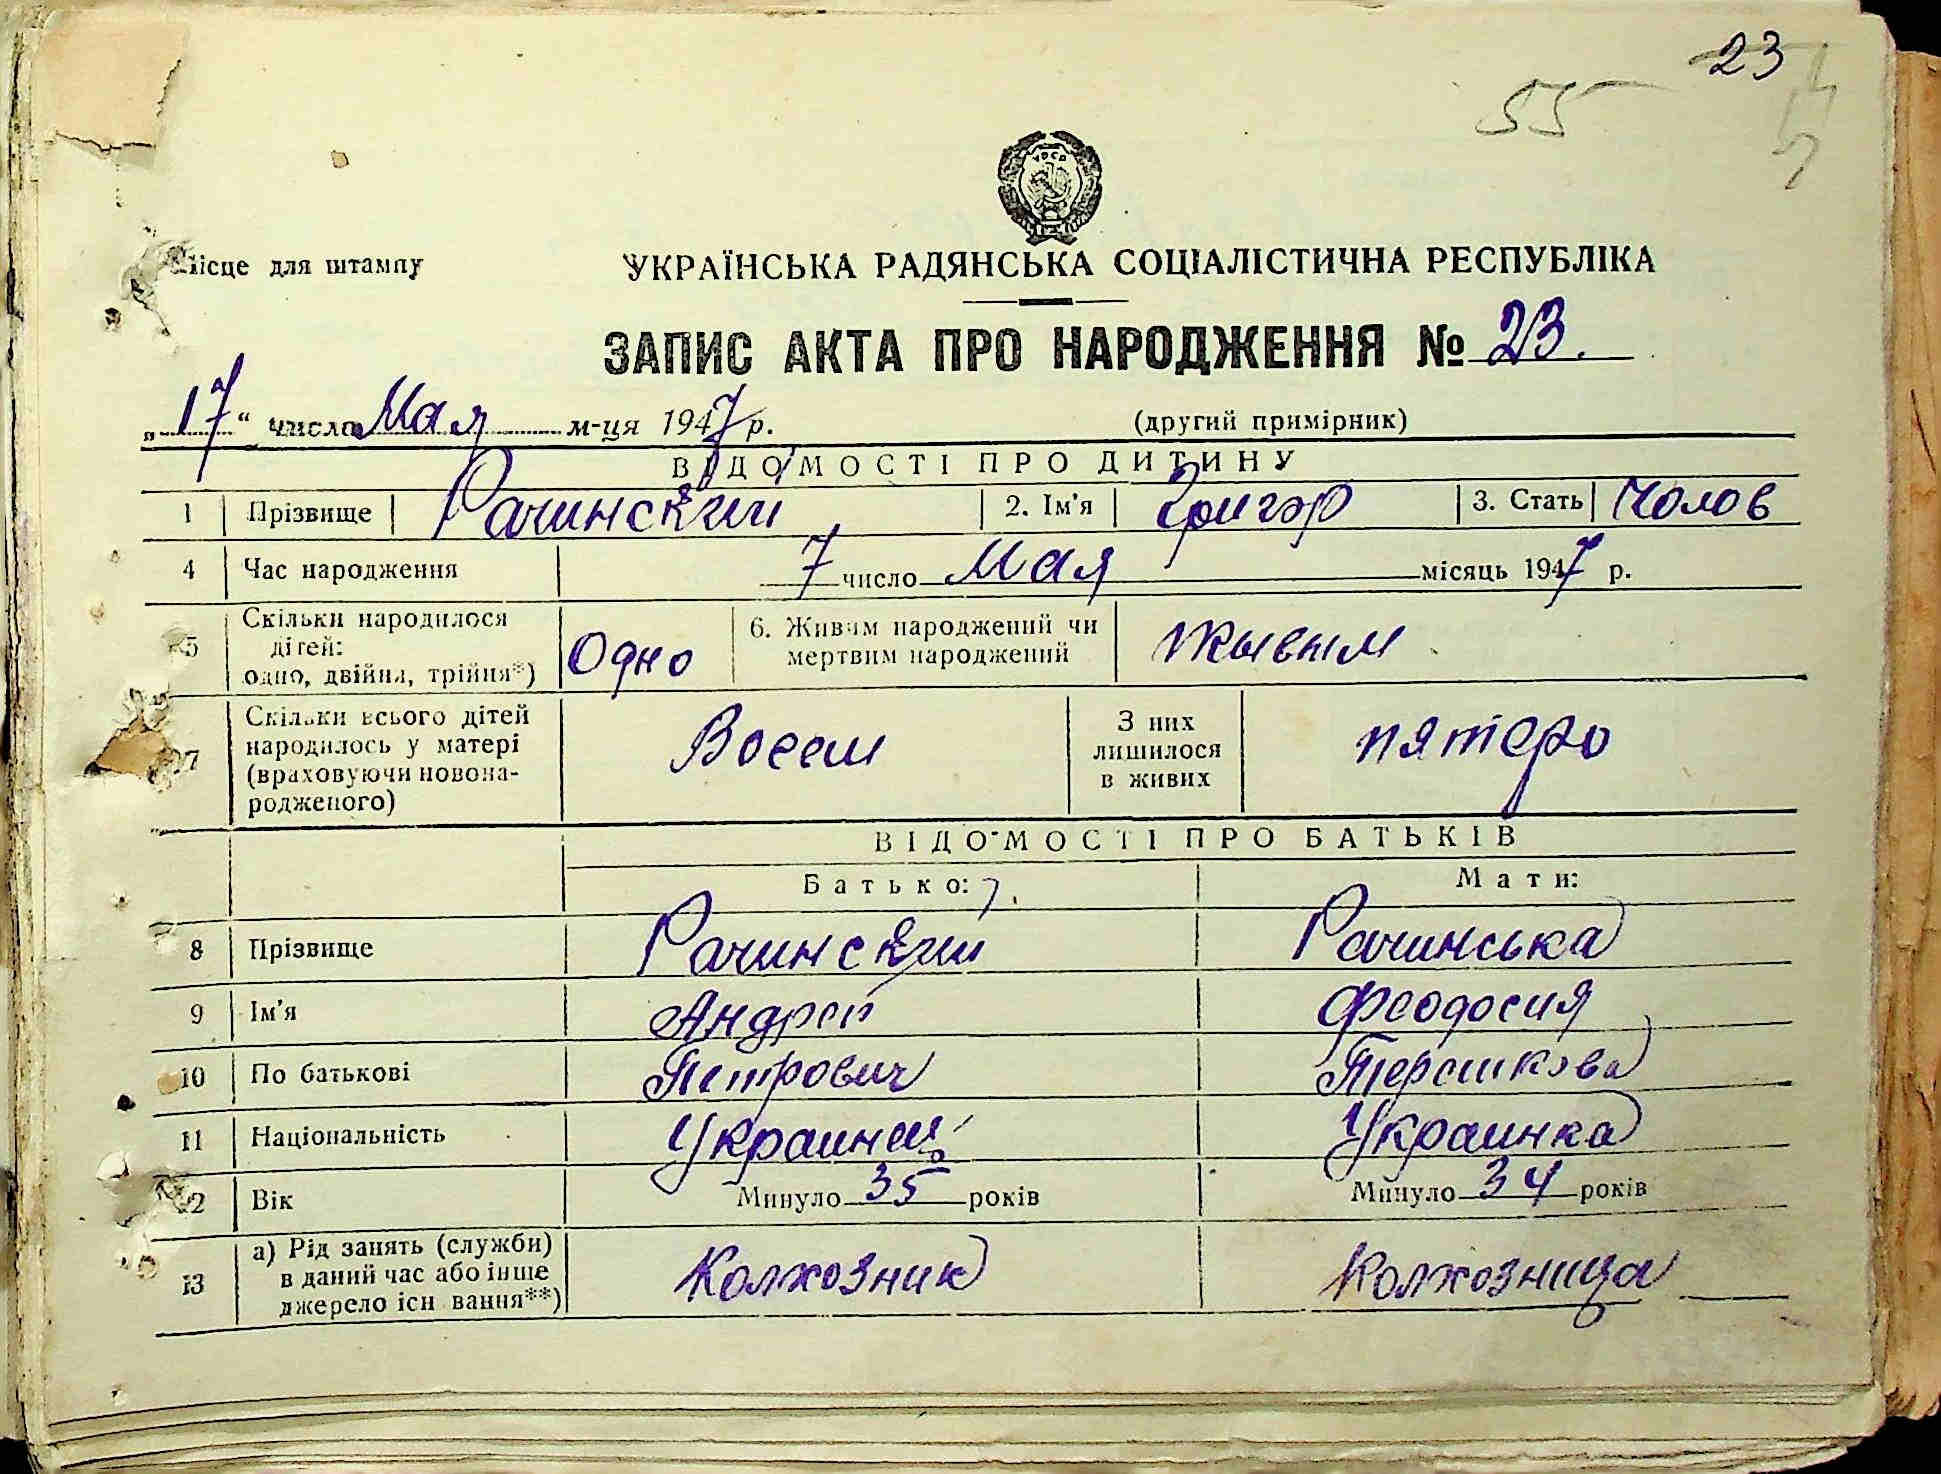 23
55
Місце для штампу
УКРАЇНСЬКА РАДЯНСЬКА СОЦІАЛІСТИЧНА РЕСПУБЛІКА
ЗАПИС АКТА ПРО НАРОДЖЕННЯ № 23.
„17“ число Мая м-ця 1947 р. (другий примірник)
ВІДОМОСТІ ПРО ДИТИНУ
1 Прізвище Рачинский 2. Ім'я Григор 3. Стать Чолов
4 Час народження 7 число Мая місяць 1947 р.
5 Скільки народилося
дітей:
одно, двійня, трійня*) Одно
6. Живим народжений чи
мертвим народжений Жывым
7 Скільки всього дітей
народилось у матері
(враховуючи новона-
родженого) Восем
З них
лишилося
в живих пятеро
ВІДОМОСТІ ПРО БАТЬКІВ
Батько: Мати:
8 Прізвище Рачинский Рачинська
9 Ім'я Андрей Феодосия
10 По батькові Петрович Терешкова
11 Національність Украинец Украинка
12 Вік Минуло 35 років Минуло 34 років
13 а) Рід занять (служби)
в даний час або інше
джерело існ вання**) Колхозник Колхозница